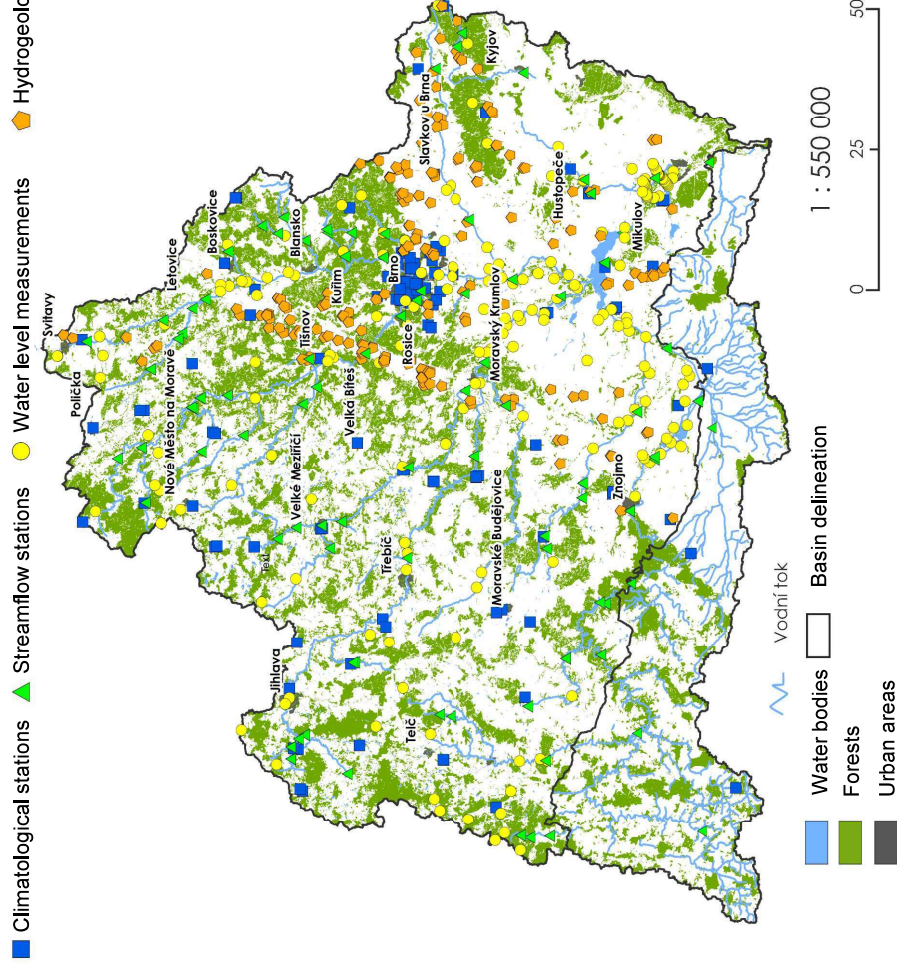 Climatological stations
Streamflow stations
Water level measurements
Svitavy
Polička
Letovice
Nové Město na Moravě
Boskovice
Blansko
Kuřim
Tišnov
Velká Bíteš
Velké Meziříčí
Text
Jihlava
Třebíč
Telč
Brno
Rosice
Slavkov u Brna
Kyjov
Moravský Krumlov
Moravské Budějovice
Hustopeče
Mikulov
Znojmo
Vodní tok
Water bodies
Forests
Urban areas
Basin delineation
1 : 550 000
0
25
50